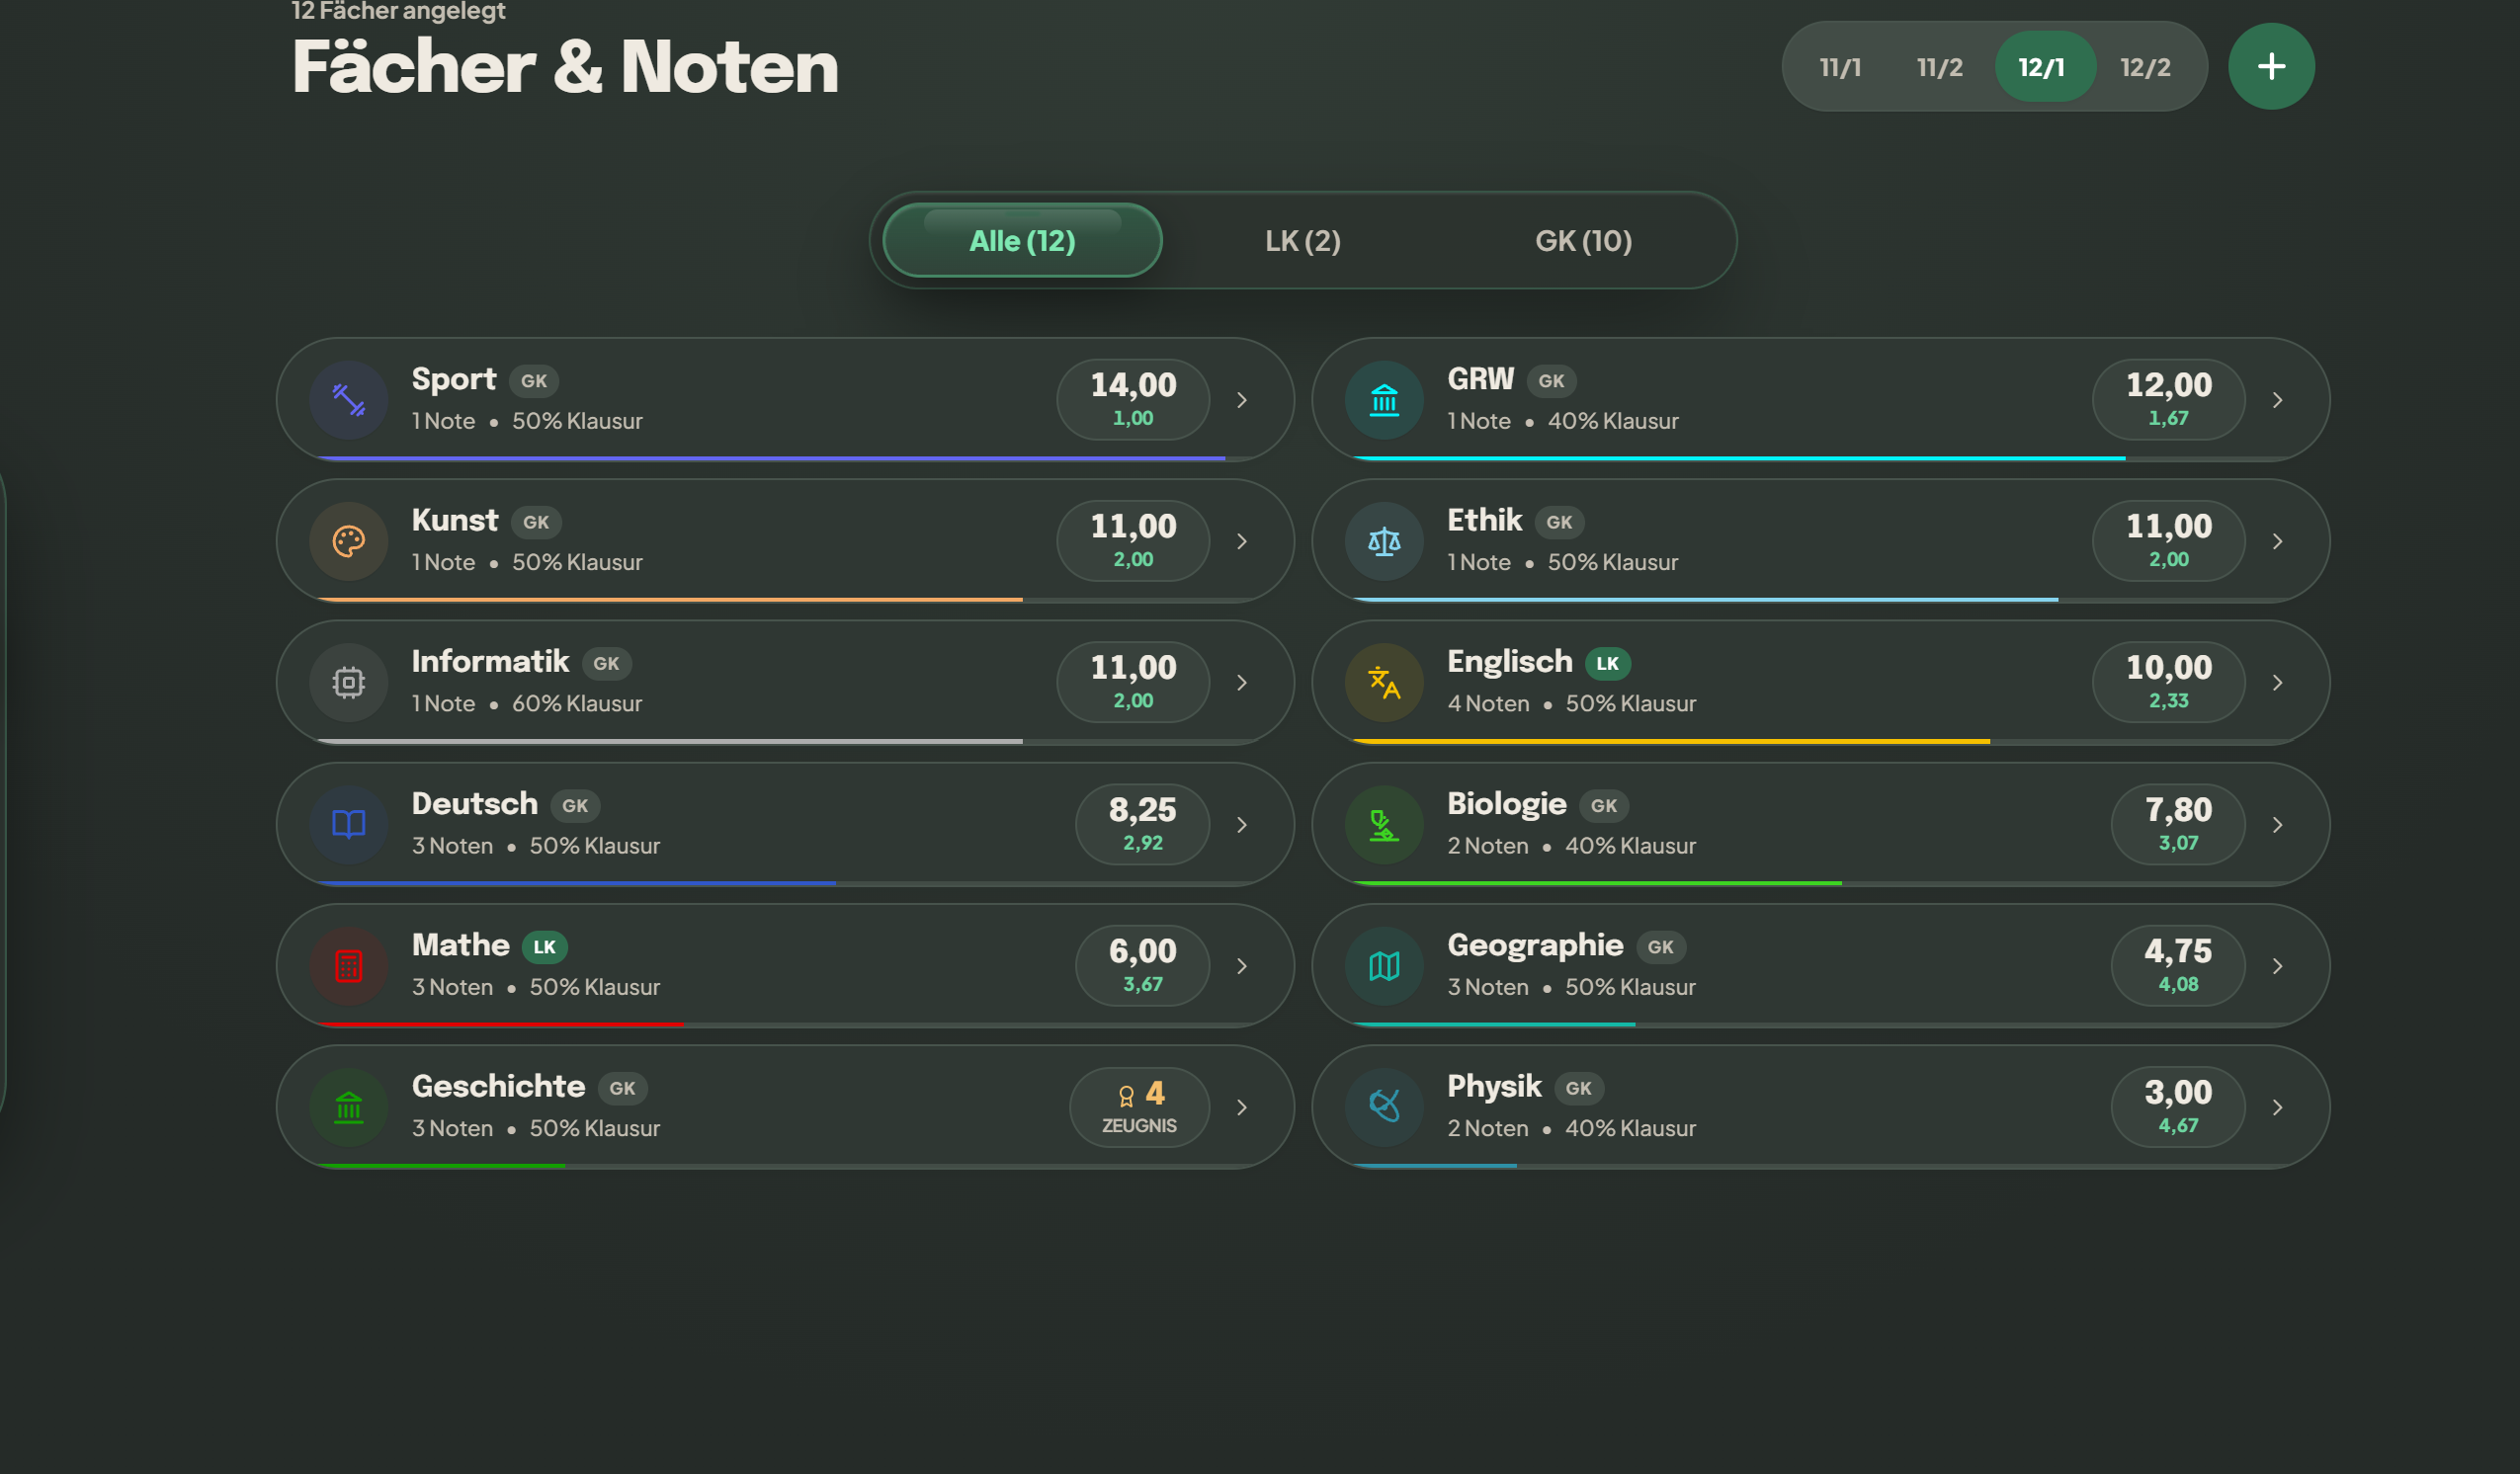 12 Fächer angelegt
Fächer & Noten
11/1 11/2 12/1 12/2 +
Alle (12) LK (2) GK (10)
Sport GK
1 Note • 50% Klausur
14,00
1,00
GRW GK
1 Note • 40% Klausur
12,00
1,67
Kunst GK
1 Note • 50% Klausur
11,00
2,00
Ethik GK
1 Note • 50% Klausur
11,00
2,00
Informatik GK
1 Note • 60% Klausur
11,00
2,00
Englisch LK
4 Noten • 50% Klausur
10,00
2,33
Deutsch GK
3 Noten • 50% Klausur
8,25
2,92
Biologie GK
2 Noten • 40% Klausur
7,80
3,07
Mathe LK
3 Noten • 50% Klausur
6,00
3,67
Geographie GK
3 Noten • 50% Klausur
4,75
4,08
Geschichte GK
3 Noten • 50% Klausur
4
ZEUGNIS
Physik GK
2 Noten • 40% Klausur
3,00
4,67